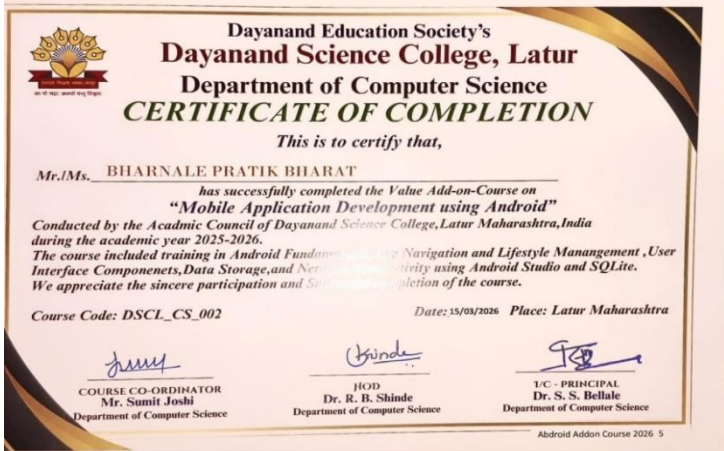 Dayanand Education Society's
Dayanand Science College, Latur
Department of Computer Science
CERTIFICATE OF COMPLETION
This is to certify that,
Mr./Ms. BHARNALE PRATIK BHARAT
has successfully completed the Value Add-on-Course on
“Mobile Application Development using Android”
Conducted by the Acadmic Council of Dayanand Science College,Latur Maharashtra,India
during the academic year 2025-2026.
The course included training in Android Navigation and Lifestyle Manangement ,User
Interface Componenets,Data Storage,and using Android Studio and SQLite.
We appreciate the sincere participation and of the course.
Course Code: DSCL_CS_002
Date: 15/03/2026 Place: Latur Maharashtra
COURSE CO-ORDINATOR
Mr. Sumit Joshi
Department of Computer Science
HOD
Dr. R. B. Shinde
Department of Computer Science
I/C - PRINCIPAL
Dr. S. S. Bellale
Department of Computer Science
Abdroid Addon Course 2026 5